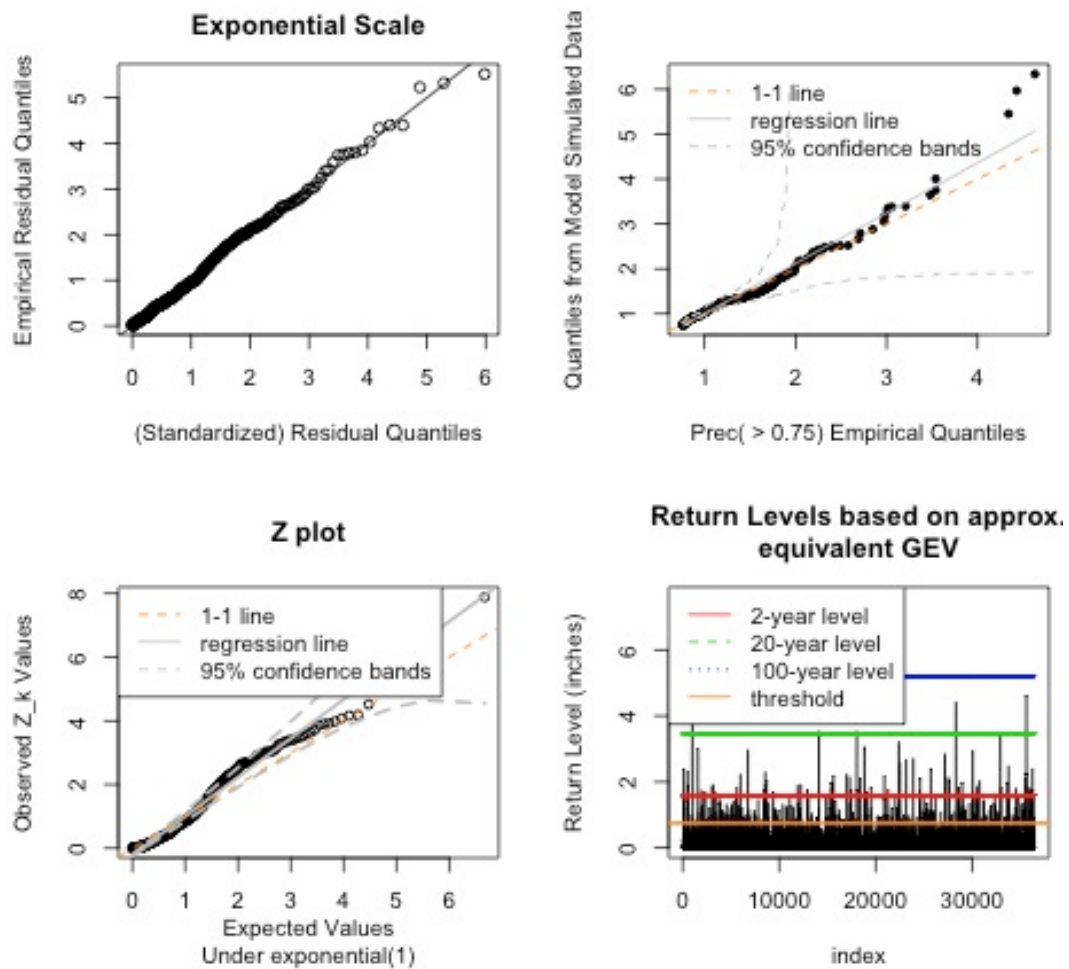 Exponential Scale
Empirical Residual Quantiles
0 1 2 3 4 5
0 1 2 3 4 5 6
(Standardized) Residual Quantiles
Quantiles from Model Simulated Data
1 2 3 4 5 6
1-1 line
regression line
95% confidence bands
1 2 3 4
Prec( > 0.75) Empirical Quantiles
Z plot
Observed Z_k Values
0 2 4 6 8
1-1 line
regression line
95% confidence bands
0 1 2 3 4 5 6
Expected Values
Under exponential(1)
Return Levels based on approx.
equivalent GEV
Return Level (inches)
0 2 4 6
2-year level
20-year level
100-year level
threshold
0 10000 20000 30000
index